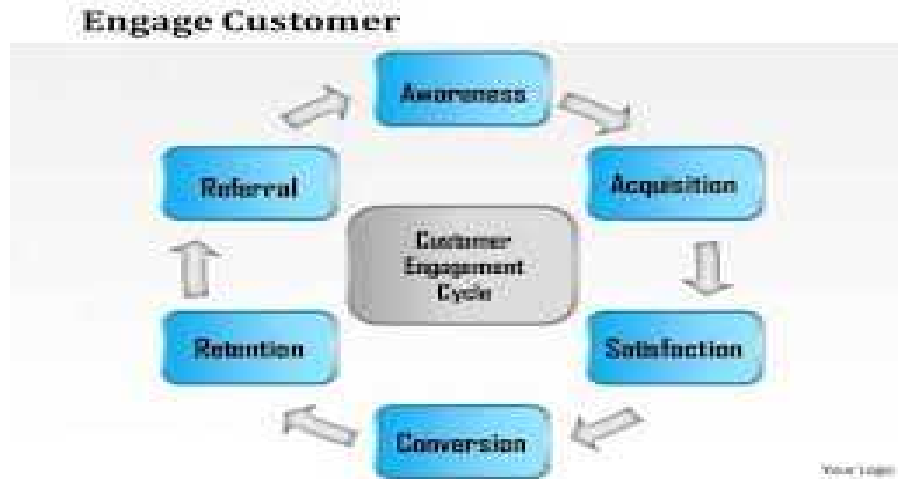 Engage Customer
Awareness
Referral
Acquisition
Customer
Engagement
Cycle
Retention
Satisfaction
Conversion
Your Logo